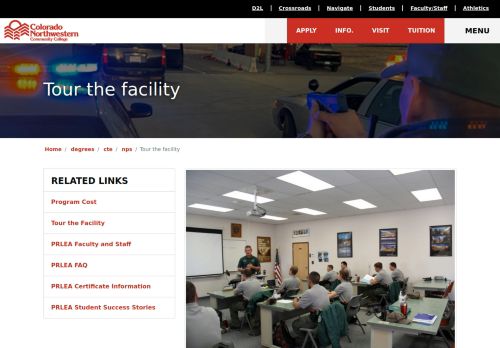 D2L | Crossroads | Navigate | Students | Faculty/Staff | Athletics
Colorado
Northwestern
Community College
APPLY INFO. VISIT TUITION MENU
Tour the facility
Home / degrees / cte / nps / Tour the facility
RELATED LINKS
Program Cost
Tour the Facility
PRLEA Faculty and Staff
PRLEA FAQ
PRLEA Certificate Information
PRLEA Student Success Stories